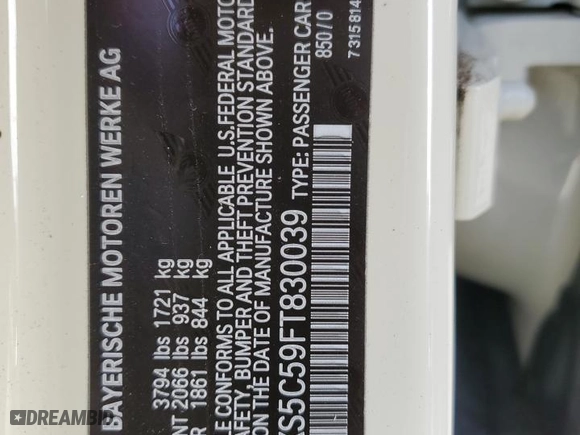 BAYERISCHE MOTOREN WERKE AG
3794 lbs 1721 kg
NT 2066 lbs 937 kg
R 1861 lbs 844 kg
LE CONFORMS TO ALL APPLICABLE U.S. FEDERAL MOTO
AFETY, BUMPER AND THEFT PREVENTION STANDARD
ON THE DATE OF MANUFACTURE SHOWN ABOVE.
S5C59FT830039 TYPE: PASSENGER CAR
850/0
7 315 814
© DRIVEBIDDING